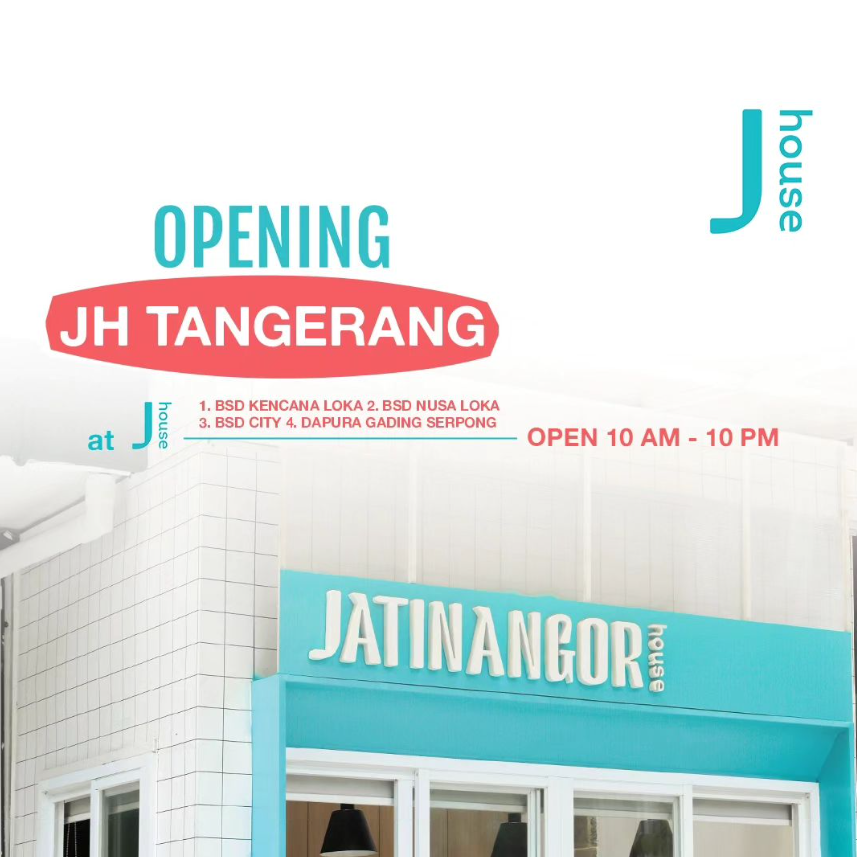 J house
OPENING
JH TANGERANG
at J house
1. BSD KENCANA LOKA 2. BSD NUSA LOKA
3. BSD CITY 4. DAPURA GADING SERPONG
OPEN 10 AM - 10 PM
JATINANGOR house